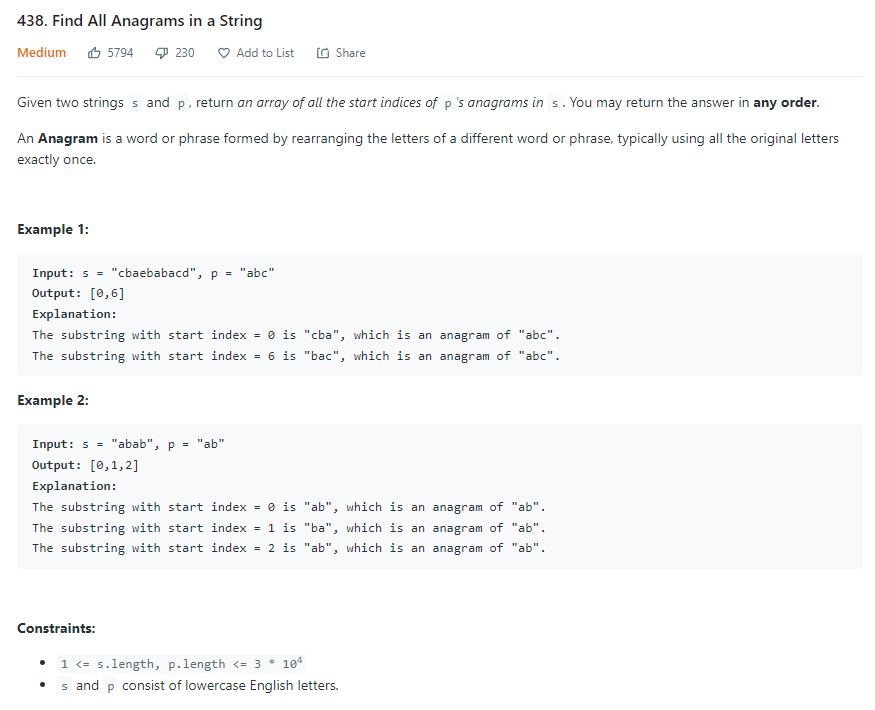 438. Find All Anagrams in a String
Medium 5794 230 Add to List Share
Given two strings s and p, return an array of all the start indices of p's anagrams in s. You may return the answer in any order.
An Anagram is a word or phrase formed by rearranging the letters of a different word or phrase, typically using all the original letters
exactly once.
Example 1:
Input: s = "cbaebabacd", p = "abc"
Output: [0,6]
Explanation:
The substring with start index = 0 is "cba", which is an anagram of "abc".
The substring with start index = 6 is "bac", which is an anagram of "abc".
Example 2:
Input: s = "abab", p = "ab"
Output: [0,1,2]
Explanation:
The substring with start index = 0 is "ab", which is an anagram of "ab".
The substring with start index = 1 is "ba", which is an anagram of "ab".
The substring with start index = 2 is "ab", which is an anagram of "ab".
Constraints:
• 1 <= s.length, p.length <= 3 * 10⁴
• s and p consist of lowercase English letters.